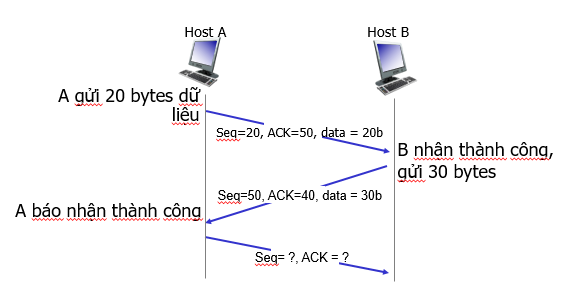 Host A
Host B
A gửi 20 bytes dữ
liệu
Seq=20, ACK=50, data = 20b
B nhận thành công,
gửi 30 bytes
Seq=50, ACK=40, data = 30b
A báo nhận thành công
Seq= ?, ACK = ?